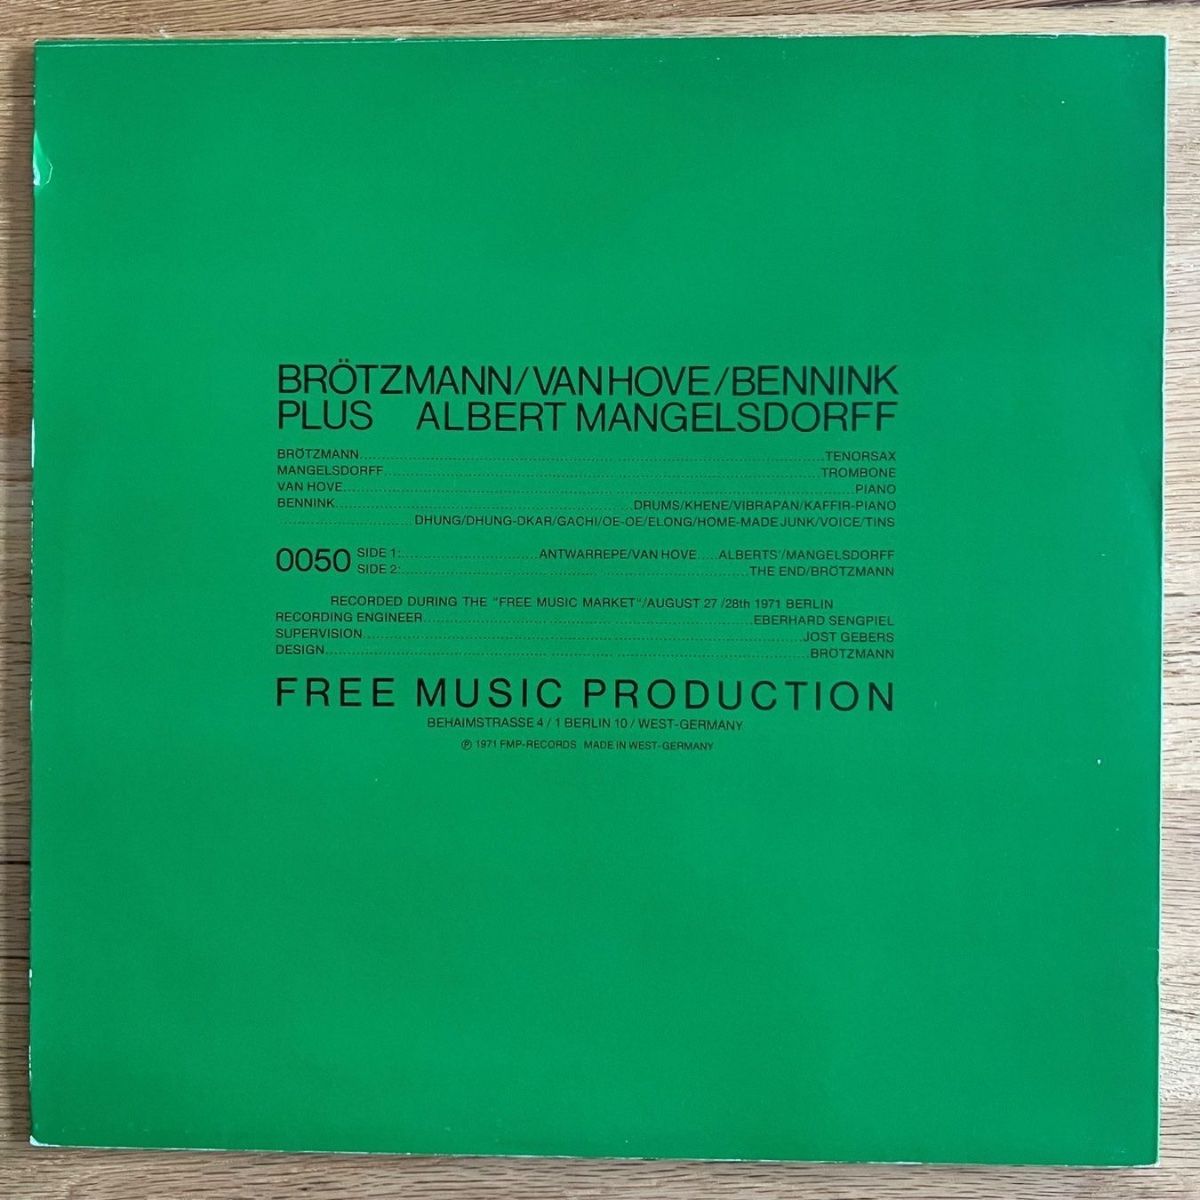 BRÖTZMANN/VAN HOVE/BENNINK
PLUS ALBERT MANGELSDORFF
BRÖTZMANN..........TENORSAX
MANGELSDORFF..........TROMBONE
VAN HOVE..........PIANO
BENNINK..........DRUMS/KHENE/VIBRAPAN/KAFFIR-PIANO
..........DHUNG/DHUNG-DKAR/GACHI/OE-OE/ELONG/HOME-MADE JUNK/VOICE/TINS
0050 SIDE 1:..........ANTWARREPE/VAN HOVE.....ALBERTS'/MANGELSDORFF
SIDE 2:..........THE END/BRÖTZMANN
RECORDED DURING THE "FREE MUSIC MARKET"/AUGUST 27 /28th 1971 BERLIN
RECORDING ENGINEER..........EBERHARD SENGPIEL
SUPERVISION..........JOST GEBERS
DESIGN..........BRÖTZMANN
FREE MUSIC PRODUCTION
BEHAIMSTRASSE 4 / 1 BERLIN 10 / WEST-GERMANY
℗ 1971 FMP-RECORDS MADE IN WEST-GERMANY